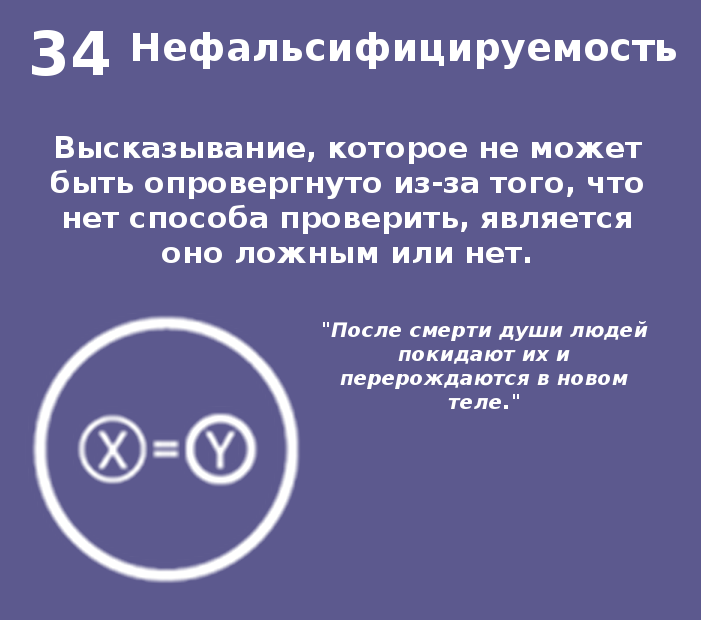 34 Нефальсифицируемость
Высказывание, которое не может
быть опровергнуто из-за того, что
нет способа проверить, является
оно ложным или нет.
"После смерти души людей
покидают их и
перерождаются в новом
теле."
X = Y